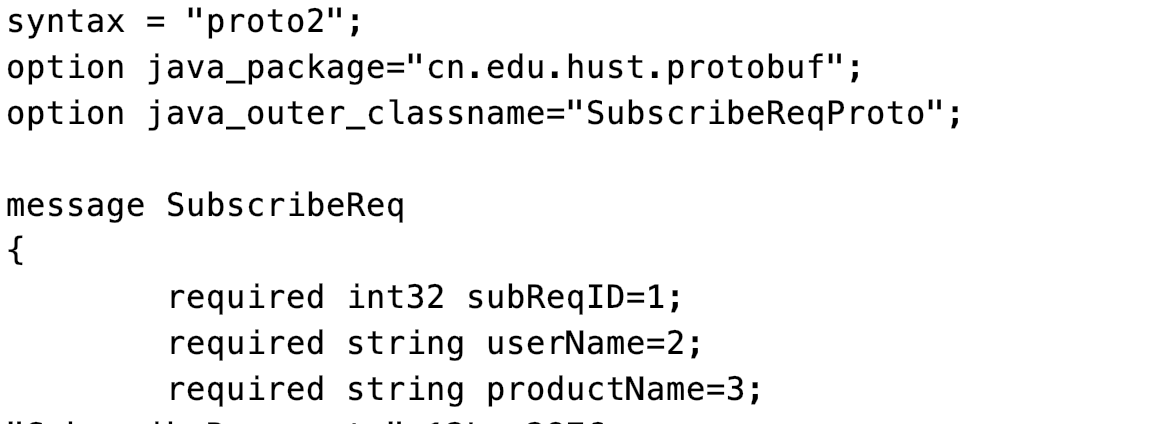 syntax = "proto2";
option java_package="cn.edu.hust.protobuf";
option java_outer_classname="SubscribeReqProto";
message SubscribeReq
{
required int32 subReqID=1;
required string userName=2;
required string productName=3;